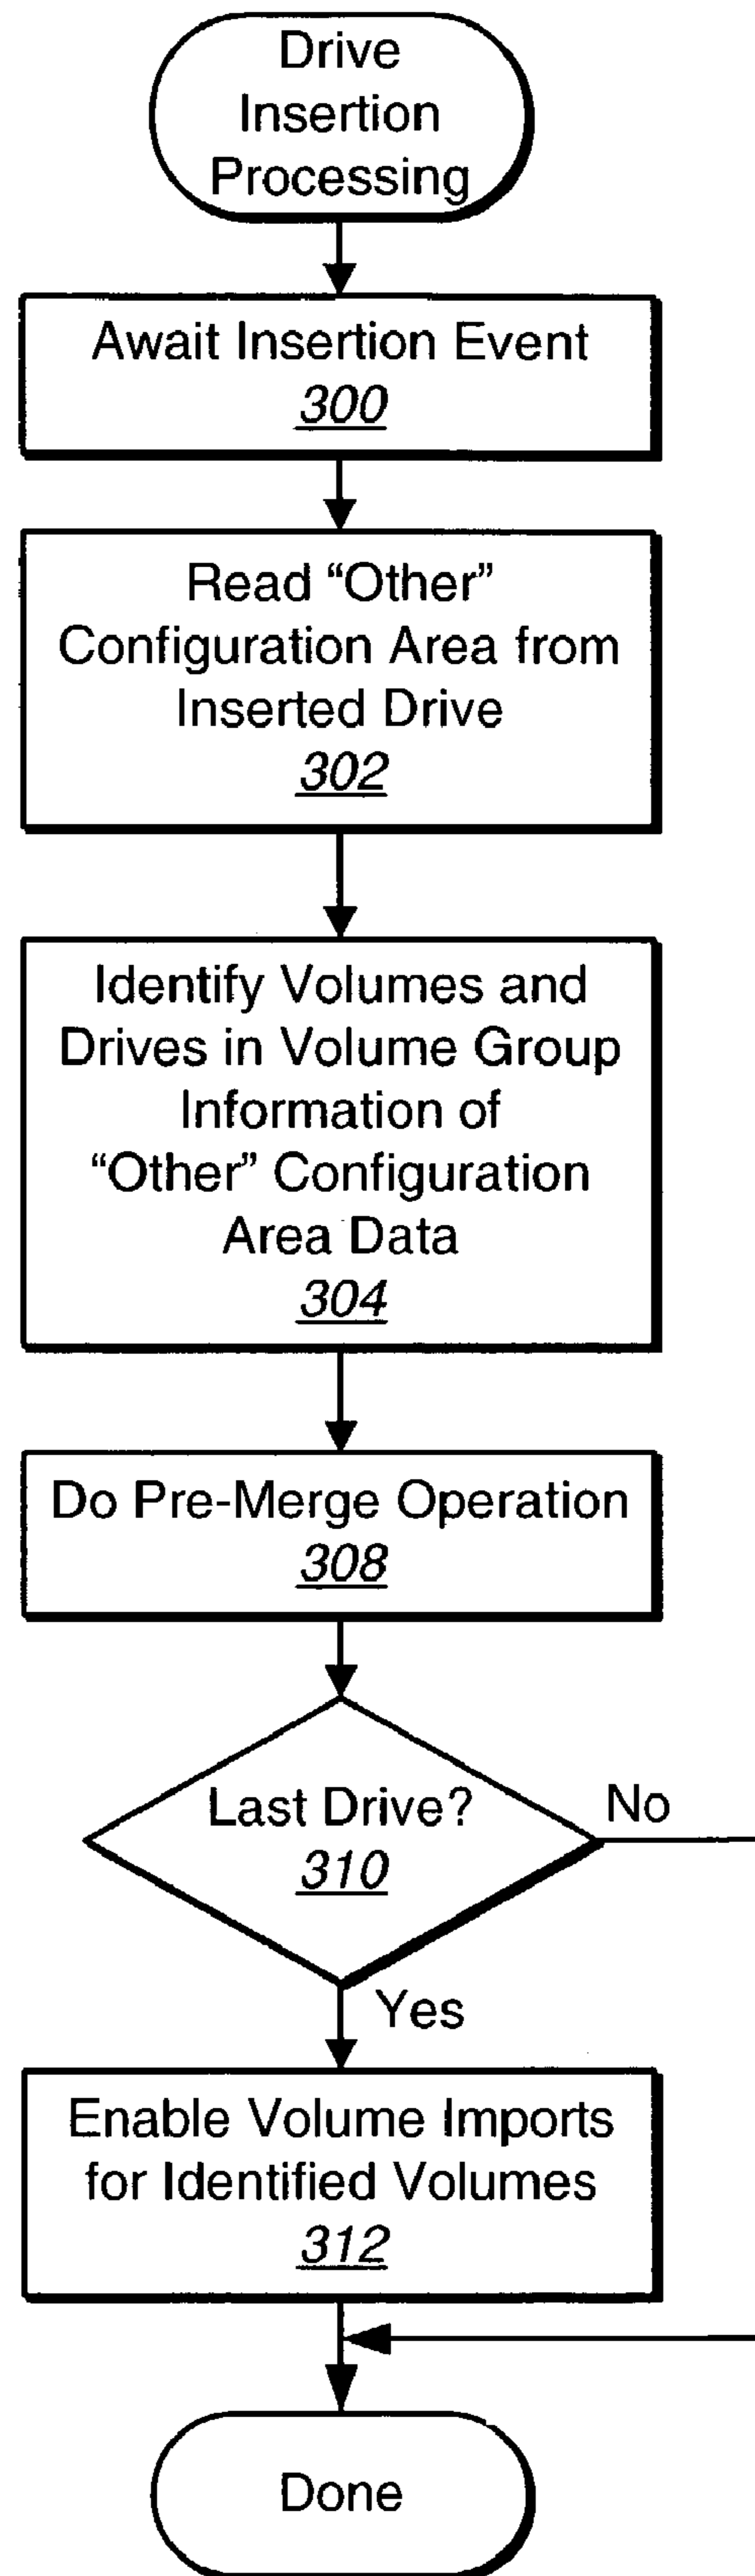 Drive
Insertion
Processing
Await Insertion Event
300
Read “Other”
Configuration Area from
Inserted Drive
302
Identify Volumes and
Drives in Volume Group
Information of
“Other” Configuration
Area Data
304
Do Pre-Merge Operation
308
Last Drive?
310
No
Yes
Enable Volume Imports
for Identified Volumes
312
Done